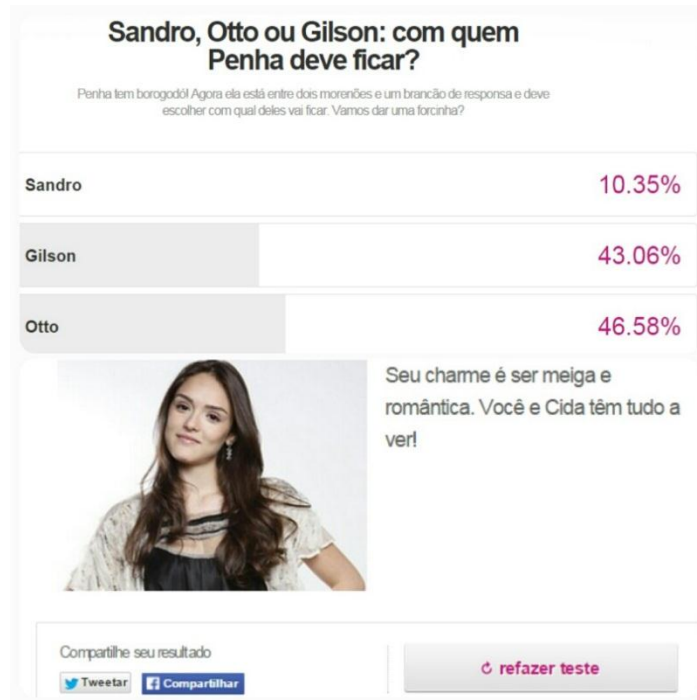 Sandro, Otto ou Gilson: com quem
Penha deve ficar?
Penha tem borogodó! Agora ela está entre dois morenões e um brancão de responsa e deve
escolher com qual deles vai ficar. Vamos dar uma forcinha?
Sandro 10.35%
Gilson 43.06%
Otto 46.58%
Seu charme é ser meiga e
romântica. Você e Cida têm tudo a
ver!
Compartilhe seu resultado
Tweetar Compartilhar
refazer teste